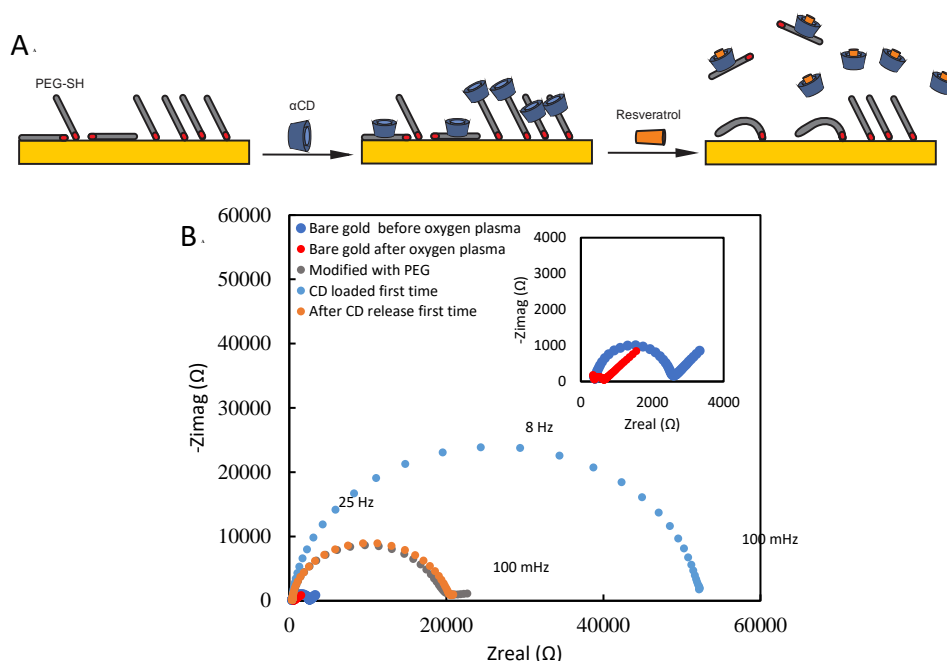 A
PEG-SH
αCD
Resveratrol
B
60000
50000
40000
30000
20000
10000
0
-Zimag (Ω)
Bare gold before oxygen plasma
Bare gold after oxygen plasma
Modified with PEG
CD loaded first time
After CD release first time
4000
3000
2000
1000
0
-Zimag (Ω)
0 2000 4000
Zreal (Ω)
8 Hz
25 Hz
100 mHz
100 mHz
0 20000 40000 60000
Zreal (Ω)